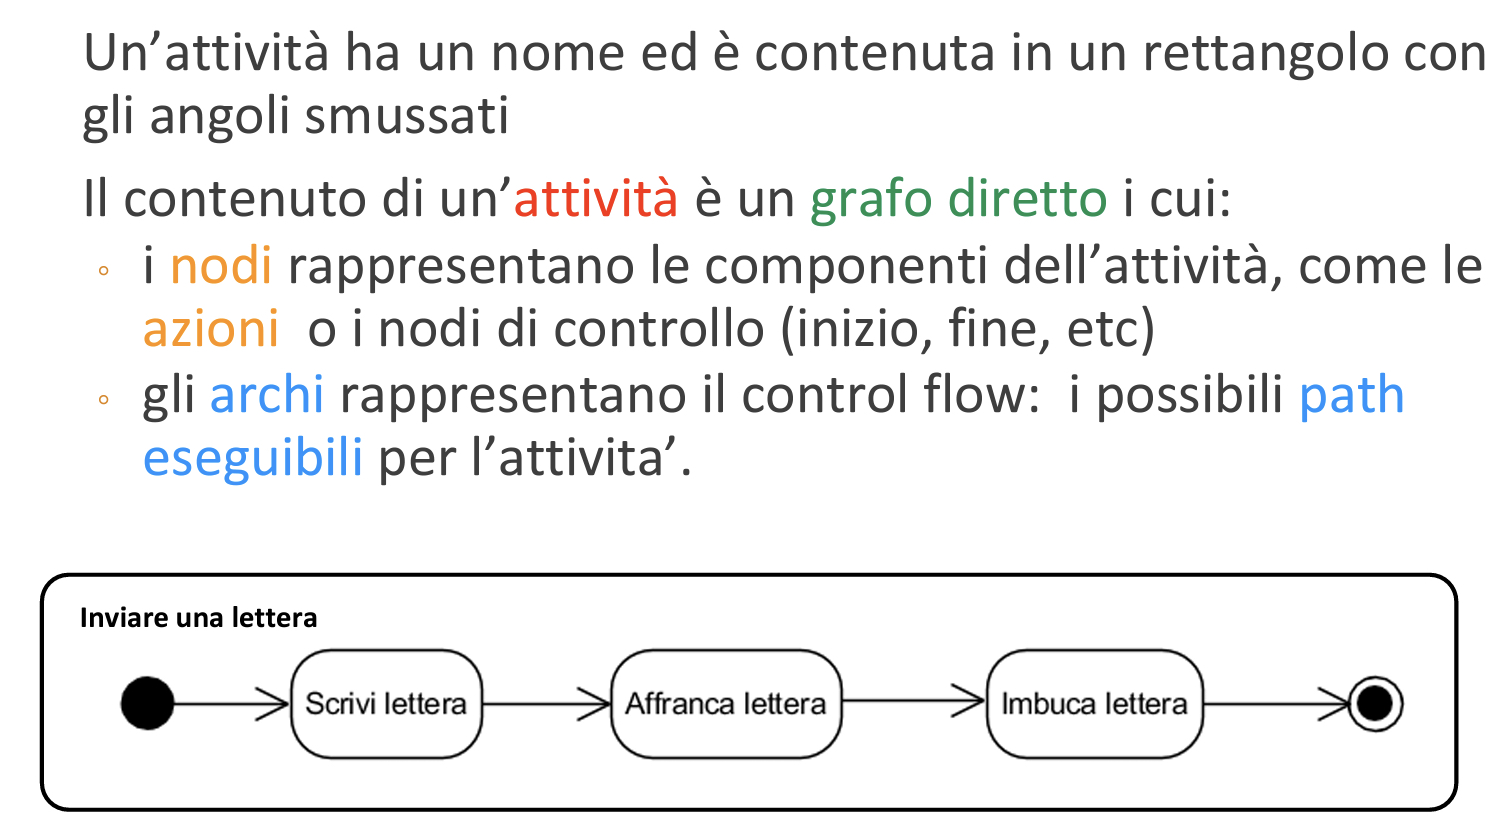 Un’attività ha un nome ed è contenuta in un rettangolo con
gli angoli smussati
Il contenuto di un’attività è un grafo diretto i cui:
◦ i nodi rappresentano le componenti dell’attività, come le
azioni  o i nodi di controllo (inizio, fine, etc)
◦ gli archi rappresentano il control flow:  i possibili path
eseguibili per l’attivita’.
Inviare una lettera
Scrivi lettera
Affranca lettera
Imbuca lettera